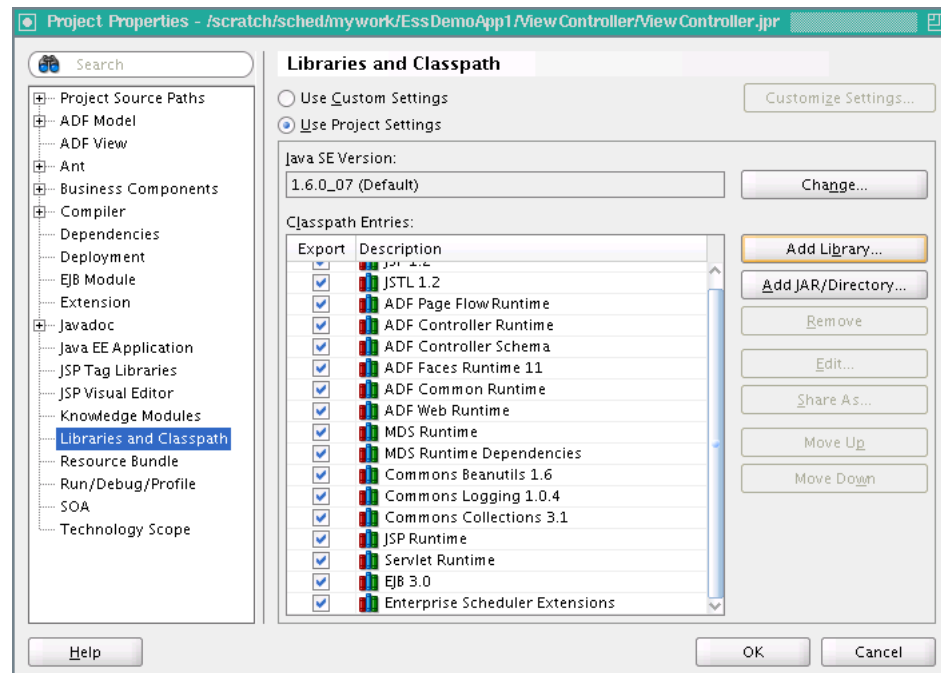 Project Properties - /scratch/sched/mywork/EssDemoApp1/ViewController/ViewController.jpr
Search
Project Source Paths
ADF Model
ADF View
Ant
Business Components
Compiler
Dependencies
Deployment
EJB Module
Extension
Javadoc
Java EE Application
JSP Tag Libraries
JSP Visual Editor
Knowledge Modules
Libraries and Classpath
Resource Bundle
Run/Debug/Profile
SOA
Technology Scope
Libraries and Classpath
Use Custom Settings
Customize Settings...
Use Project Settings
Java SE Version:
1.6.0_07 (Default)
Change...
Classpath Entries:
Export Description
JSTL 1.2
ADF Page Flow Runtime
ADF Controller Runtime
ADF Controller Schema
ADF Faces Runtime 11
ADF Common Runtime
ADF Web Runtime
MDS Runtime
MDS Runtime Dependencies
Commons Beanutils 1.6
Commons Logging 1.0.4
Commons Collections 3.1
JSP Runtime
Servlet Runtime
EJB 3.0
Enterprise Scheduler Extensions
Add Library...
Add JAR/Directory...
Remove
Edit...
Share As...
Move Up
Move Down
Help
OK
Cancel